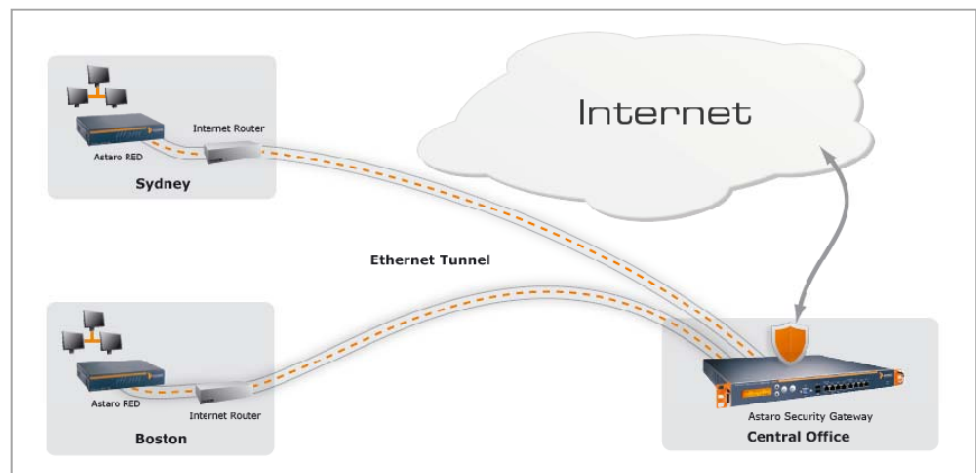 Internet
Internet Router
Astaro RED
Sydney
Ethernet Tunnel
Astaro RED
Internet Router
Boston
Astaro Security Gateway
Central Office